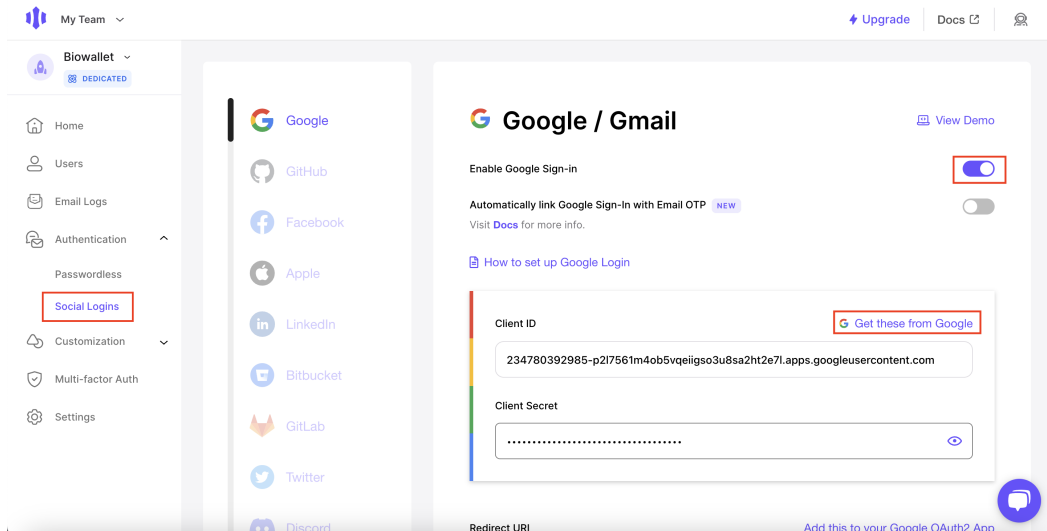 My Team
Upgrade
Docs
Biowallet
DEDICATED
Home
Users
Email Logs
Authentication
Passwordless
Social Logins
Customization
Multi-factor Auth
Settings
Google
GitHub
Facebook
Apple
LinkedIn
Bitbucket
GitLab
Twitter
Discord
Google / Gmail
View Demo
Enable Google Sign-in
Automatically link Google Sign-In with Email OTP NEW
Visit Docs for more info.
How to set up Google Login
Client ID
Get these from Google
234780392985-p2l7561m4ob5vqeiigso3u8sa2ht2e7l.apps.googleusercontent.com
Client Secret
Redirect URI
Add this to your Google OAuth2 App